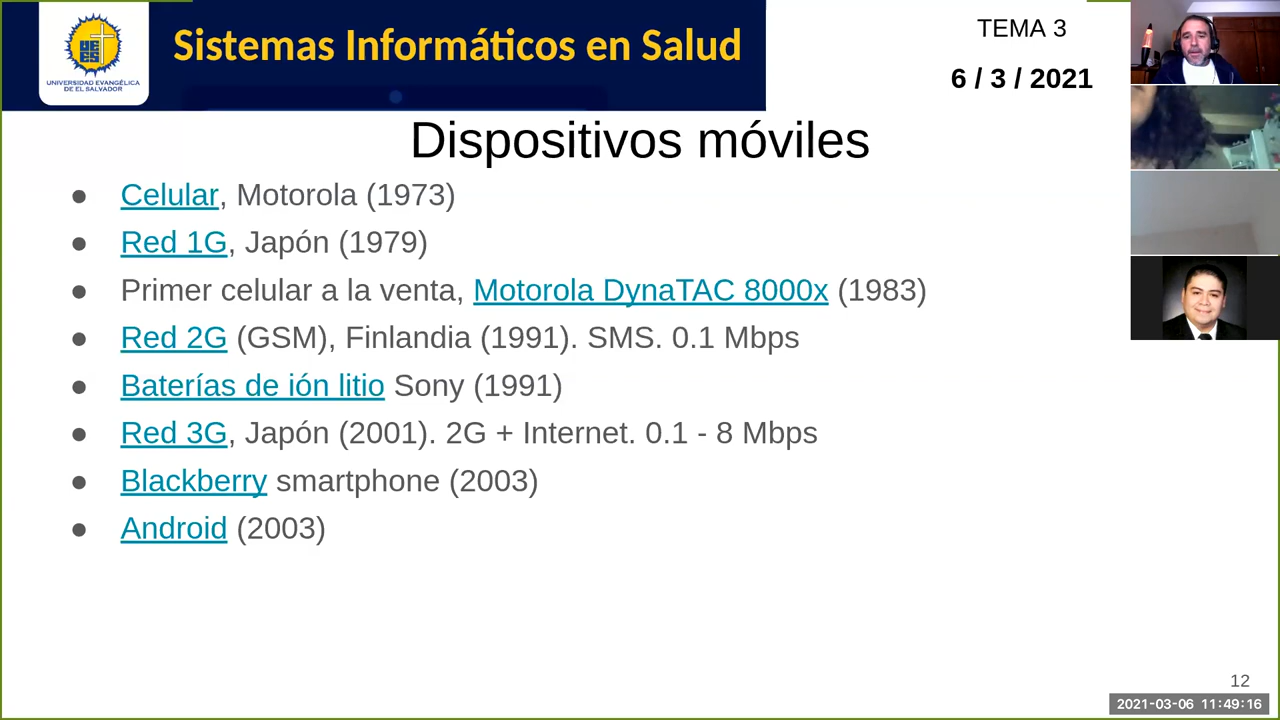 UNIVERSIDAD EVANGÉLICA
DE EL SALVADOR
Sistemas Informáticos en Salud
TEMA 3
6 / 3 / 2021
Dispositivos móviles
● Celular, Motorola (1973)
● Red 1G, Japón (1979)
● Primer celular a la venta, Motorola DynaTAC 8000x (1983)
● Red 2G (GSM), Finlandia (1991). SMS. 0.1 Mbps
● Baterías de ión litio Sony (1991)
● Red 3G, Japón (2001). 2G + Internet. 0.1 - 8 Mbps
● Blackberry smartphone (2003)
● Android (2003)
12
2021-03-06 11:49:16